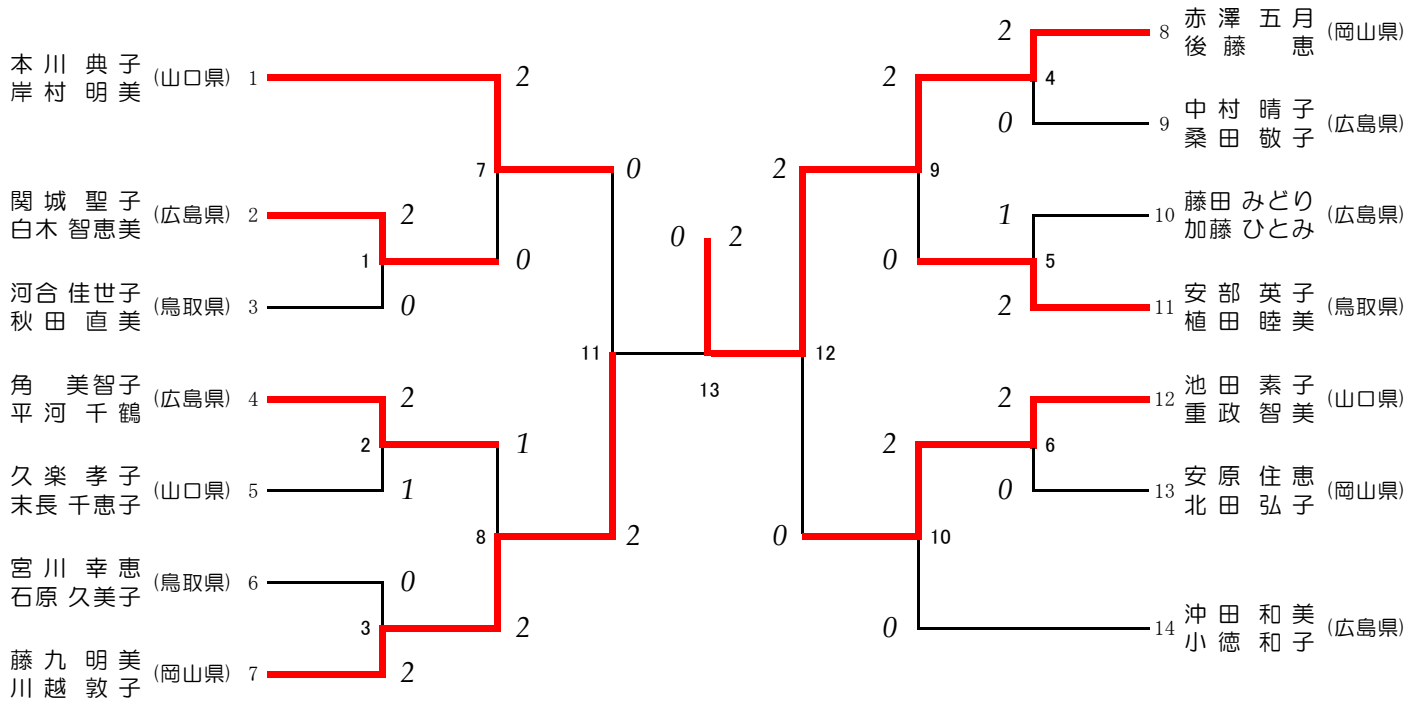 本川 典子 (山口県) 1
岸村 明美
2
7
0
関城 聖子 (広島県) 2
白木 智恵美
2
1
0
河合 佳世子 (鳥取県) 3
秋田 直美
0
11
角 美智子 (広島県) 4
平河 千鶴
2
2
1
久楽 孝子 (山口県) 5
末長 千恵子
1
8
2
宮川 幸恵 (鳥取県) 6
石原 久美子
0
3
2
藤九 明美 (岡山県) 7
川越 敦子
2
0 2
13
2
8 赤澤 五月 (岡山県)
後藤 恵
2
4
0
9 中村 晴子 (広島県)
桑田 敬子
2
9
1
10 藤田 みどり (広島県)
加藤 ひとみ
0
5
2
11 安部 英子 (鳥取県)
植田 睦美
12
2
12 池田 素子 (山口県)
重政 智美
2
6
0
13 安原 住恵 (岡山県)
北田 弘子
0
10
0
14 沖田 和美 (広島県)
小徳 和子